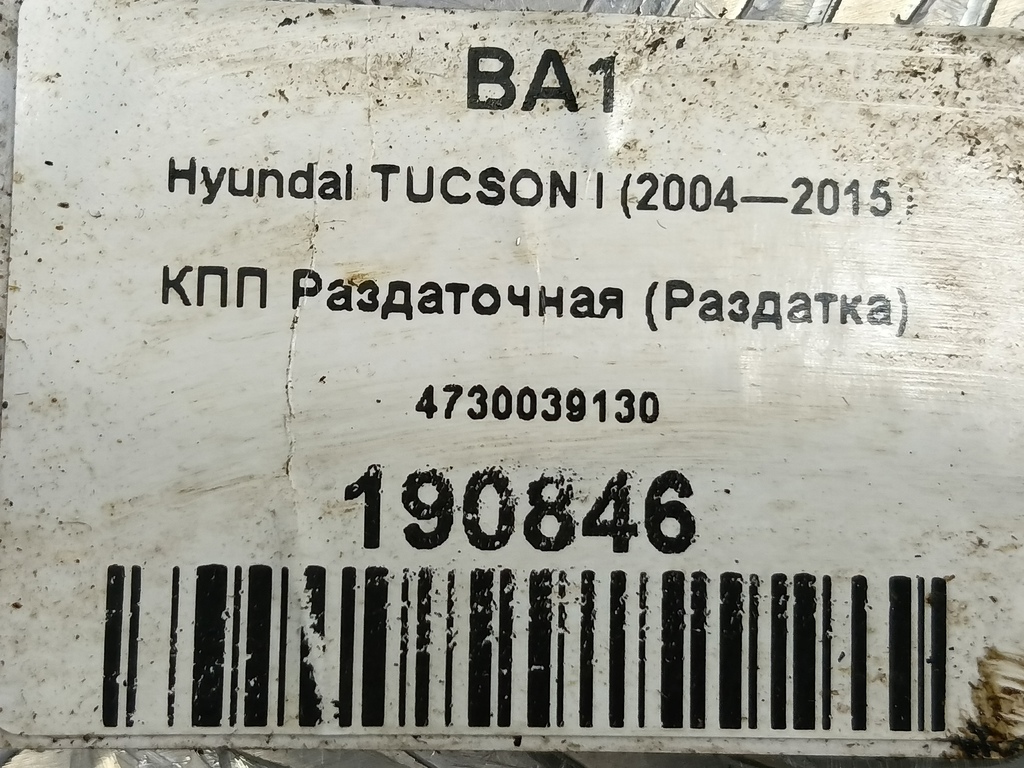 BA1
Hyundai TUCSON I (2004—2015)
КПП Раздаточная (Раздатка)
4730039130
190846